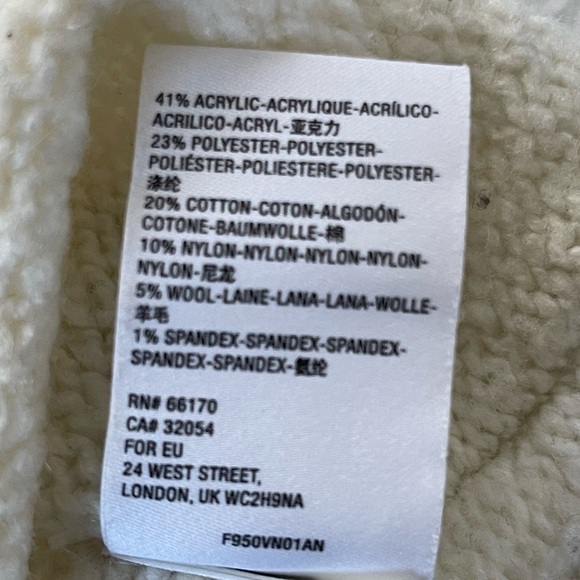 41% ACRYLIC-ACRYLIQUE-ACRÍLICO-
ACRILICO-ACRYL-亚克力
23% POLYESTER-POLYESTER-
POLIÉSTER-POLIESTERE-POLYESTER-
涤纶
20% COTTON-COTON-ALGODÓN-
COTONE-BAUMWOLLE-棉
10% NYLON-NYLON-NYLON-NYLON-
NYLON-尼龙
5% WOOL-LAINE-LANA-LANA-WOLLE-
羊毛
1% SPANDEX-SPANDEX-SPANDEX-
SPANDEX-SPANDEX-氨纶
RN# 66170
CA# 32054
FOR EU
24 WEST STREET,
LONDON, UK WC2H9NA
F950VN01AN